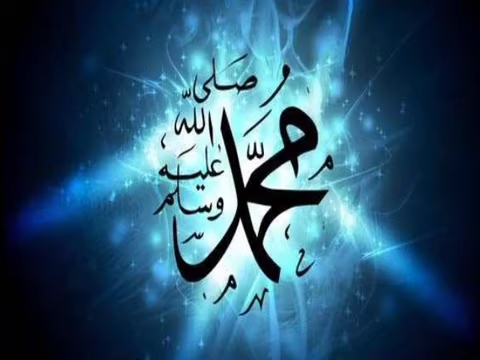 محمد
صلى
الله
عليه
وسلم